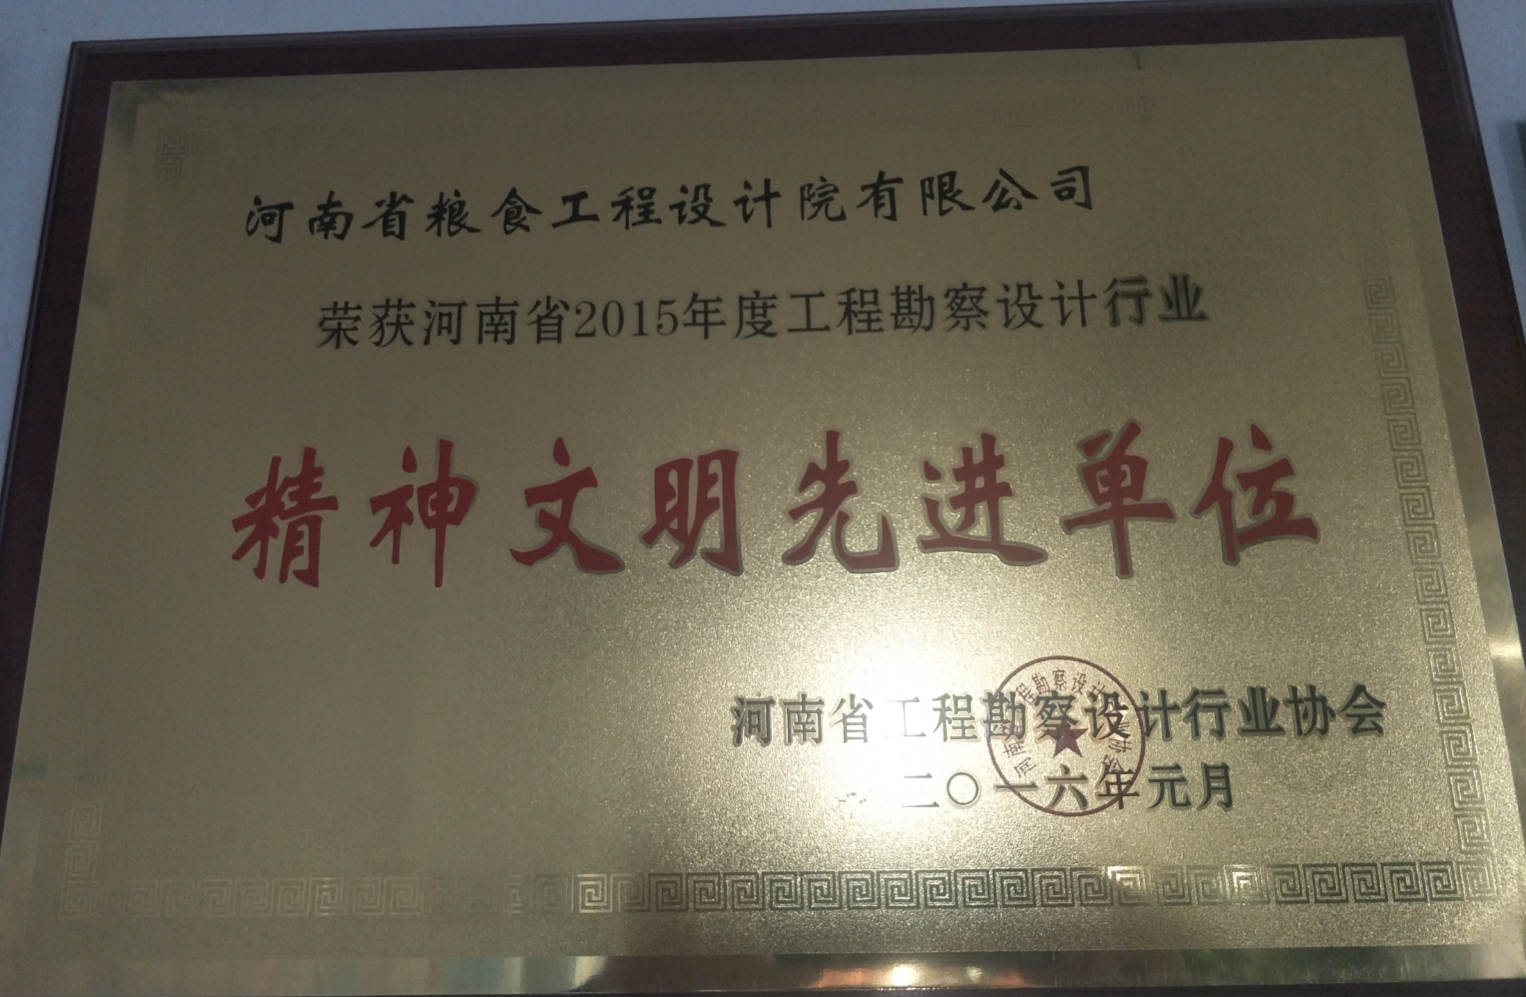 河南省粮食工程设计院有限公司
荣获河南省2015年度工程勘察设计行业
精神文明先进单位
河南省工程勘察设计行业协会
二〇一六年元月